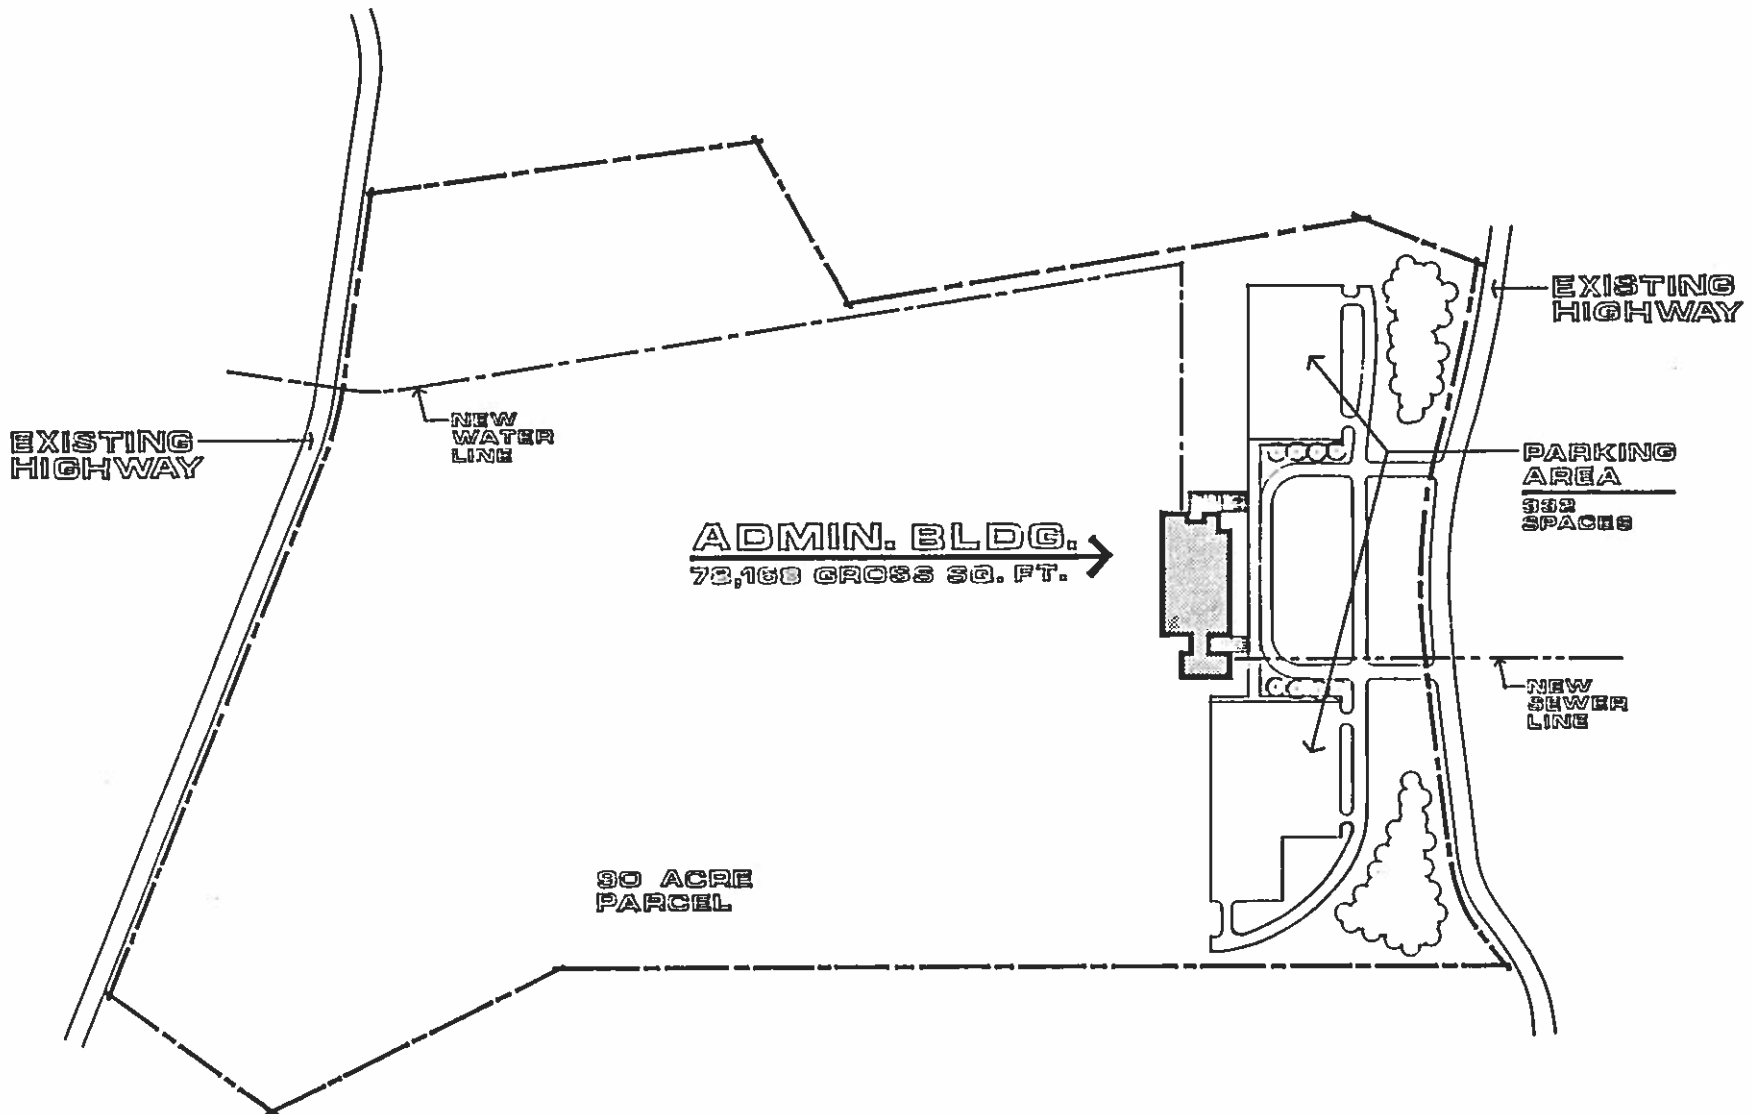 EXISTING
HIGHWAY
NEW
WATER
LINE
EXISTING
HIGHWAY
PARKING
AREA
332
SPACES
ADMIN. BLDG.
GROSS SQ. FT.
NEW
SEWER
LINE
ACRE
PARCEL